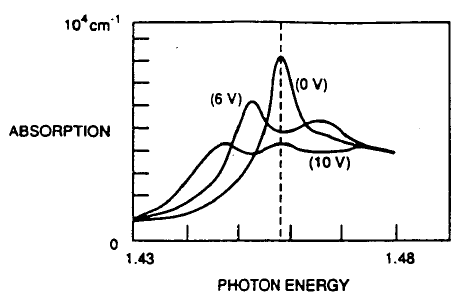 10⁴cm⁻¹
(0 V)
(6 V)
ABSORPTION
(10 V)
0
1.43
1.48
PHOTON ENERGY